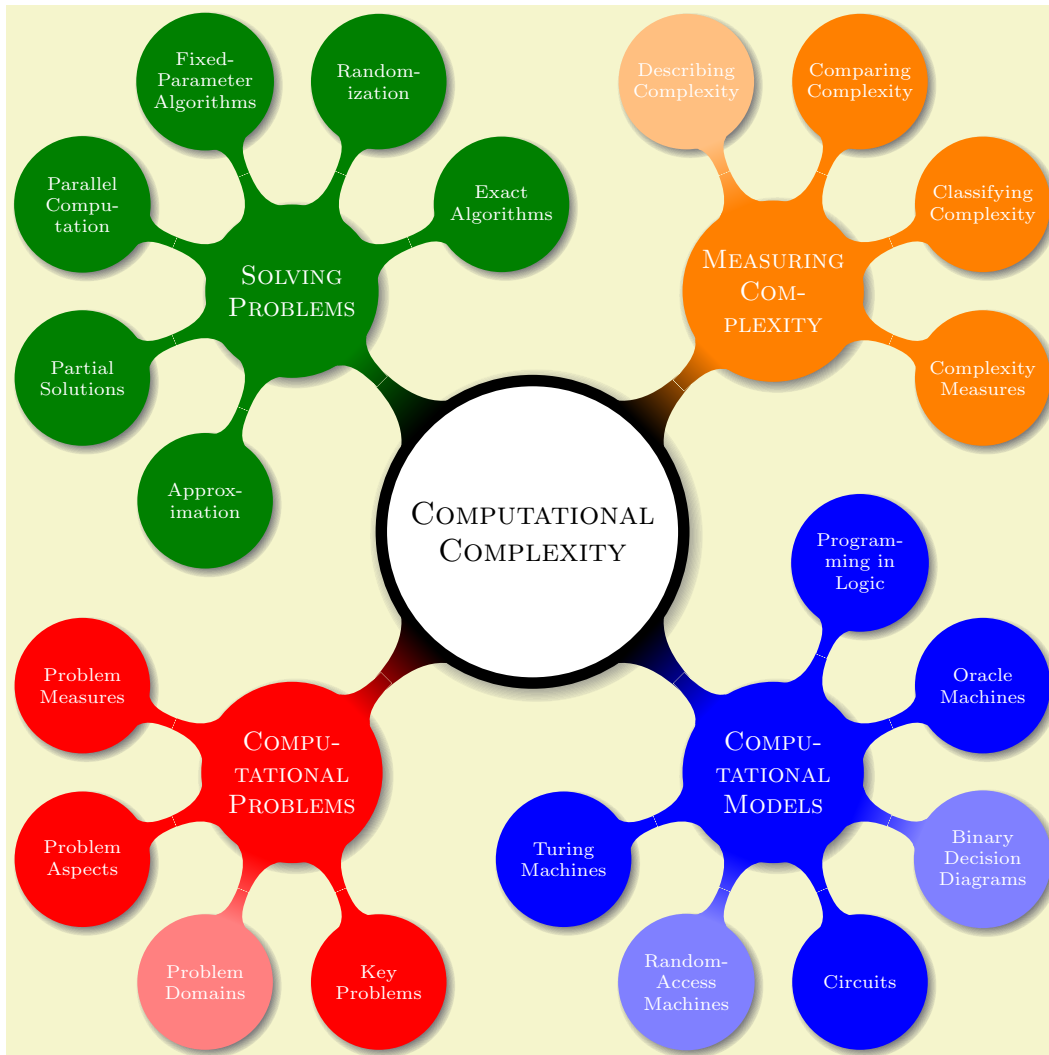 COMPUTATIONAL
COMPLEXITY
SOLVING
PROBLEMS
Fixed-
Parameter
Algorithms
Random-
ization
Exact
Algorithms
Parallel
Compu-
tation
Partial
Solutions
Approx-
imation
MEASURING
COM-
PLEXITY
Describing
Complexity
Comparing
Complexity
Classifying
Complexity
Complexity
Measures
COMPU-
TATIONAL
PROBLEMS
Problem
Measures
Problem
Aspects
Problem
Domains
Key
Problems
COMPU-
TATIONAL
MODELS
Program-
ming in
Logic
Oracle
Machines
Binary
Decision
Diagrams
Circuits
Random-
Access
Machines
Turing
Machines